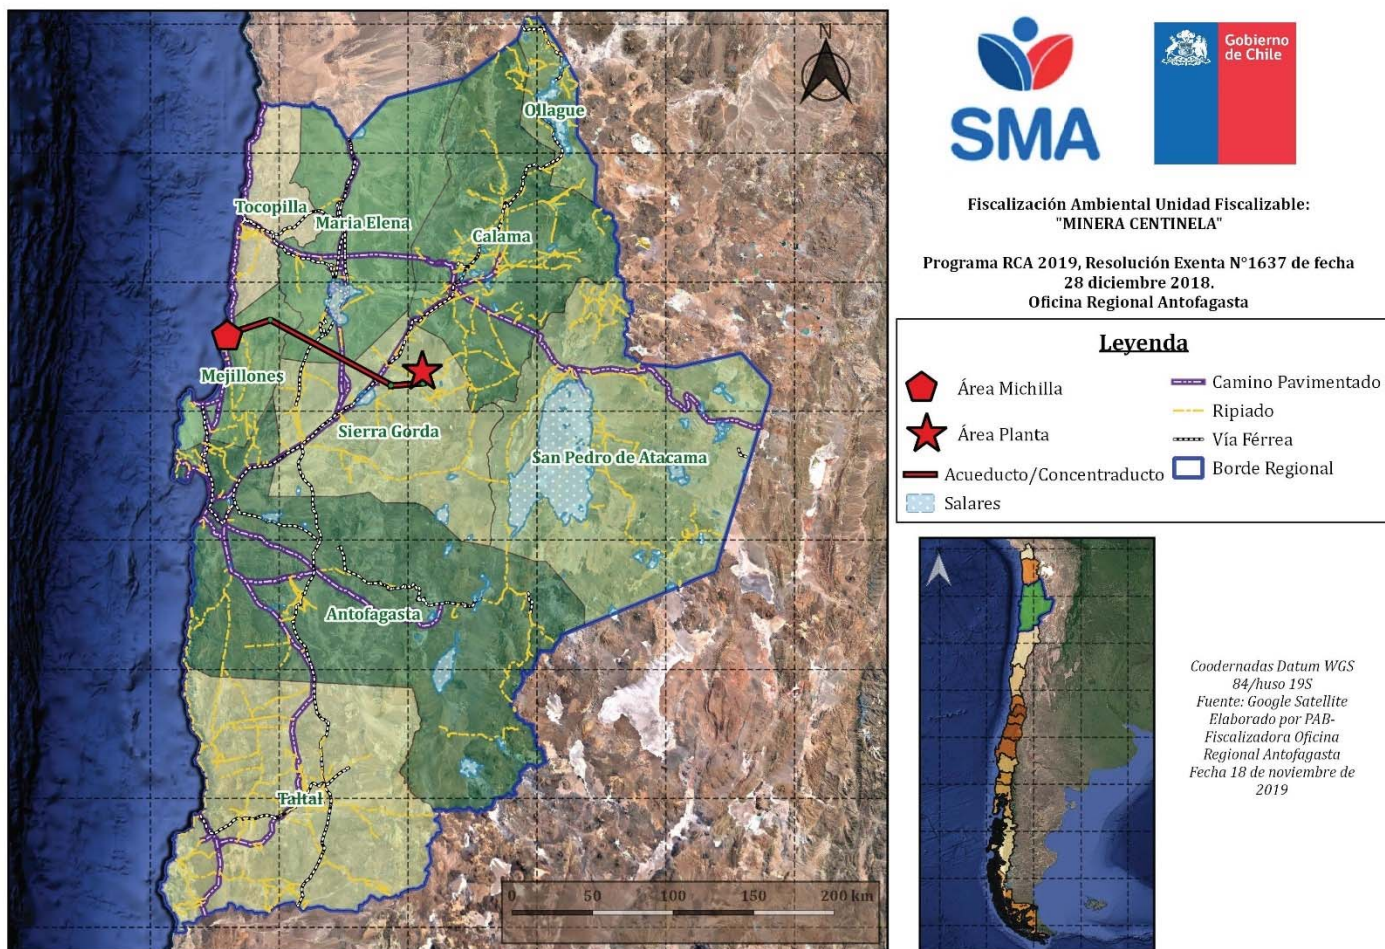 N
Ollague
Tocopilla
Maria Elena
Calama
Mejillones
Sierra Gorda
San Pedro de Atacama
Antofagasta
Taltal
0 50 100 150 200 km
SMA
Gobierno
de Chile
Fiscalización Ambiental Unidad Fiscalizable:
"MINERA CENTINELA"
Programa RCA 2019, Resolución Exenta N°1637 de fecha
28 diciembre 2018.
Oficina Regional Antofagasta
Leyenda
Área Michilla
Área Planta
Acueducto/Concentraducto
Salares
Camino Pavimentado
Ripiado
Vía Férrea
Borde Regional
Coodernadas Datum WGS
84/huso 19S
Fuente: Google Satellite
Elaborado por PAB-
Fiscalizadora Oficina
Regional Antofagasta
Fecha 18 de noviembre de
2019